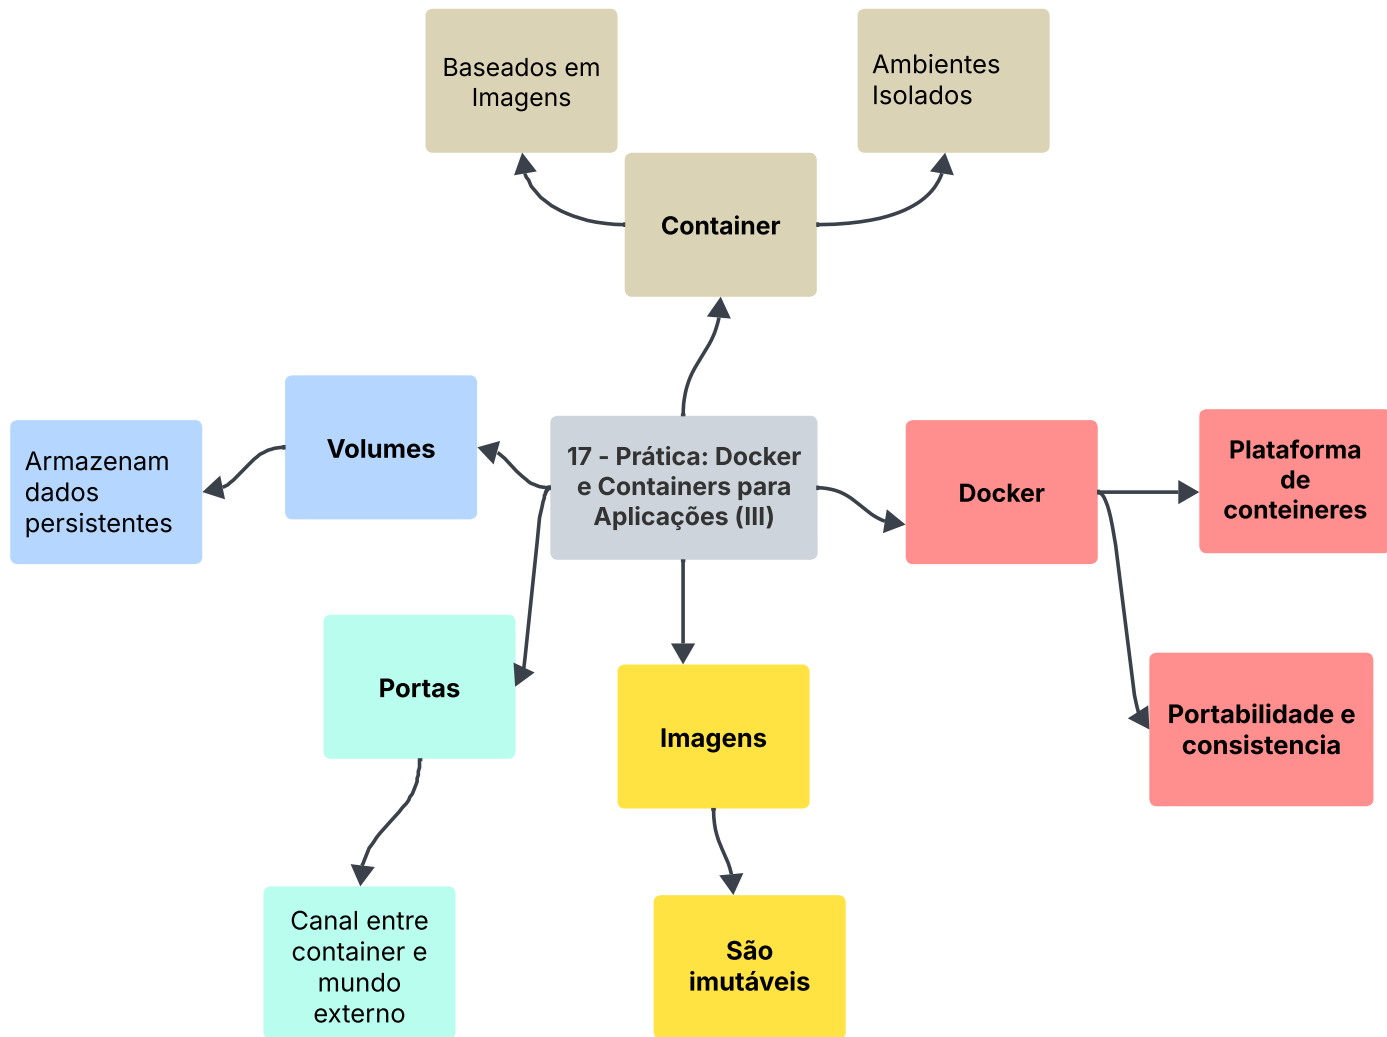 Baseados em
Imagens
Ambientes
Isolados
Container
Volumes
Armazenam
dados
persistentes
17 - Prática: Docker
e Containers para
Aplicações (III)
Docker
Plataforma
de
conteineres
Portas
Imagens
Portabilidade e
consistencia
Canal entre
container e
mundo
externo
São
imutáveis